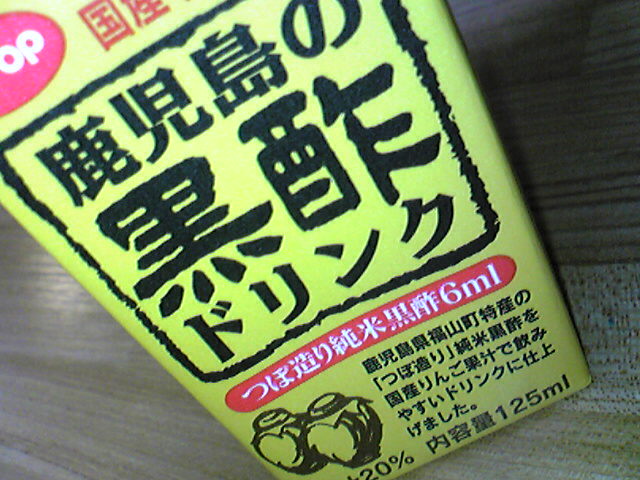 op
国産
鹿児島の
黒酢
ドリンク
つぼ造り純米黒酢6ml
鹿児島県福山町特産の
「つぼ造り」純米黒酢を
国産りんご果汁で飲み
やすいドリンクに仕上
げました。
20% 内容量125ml